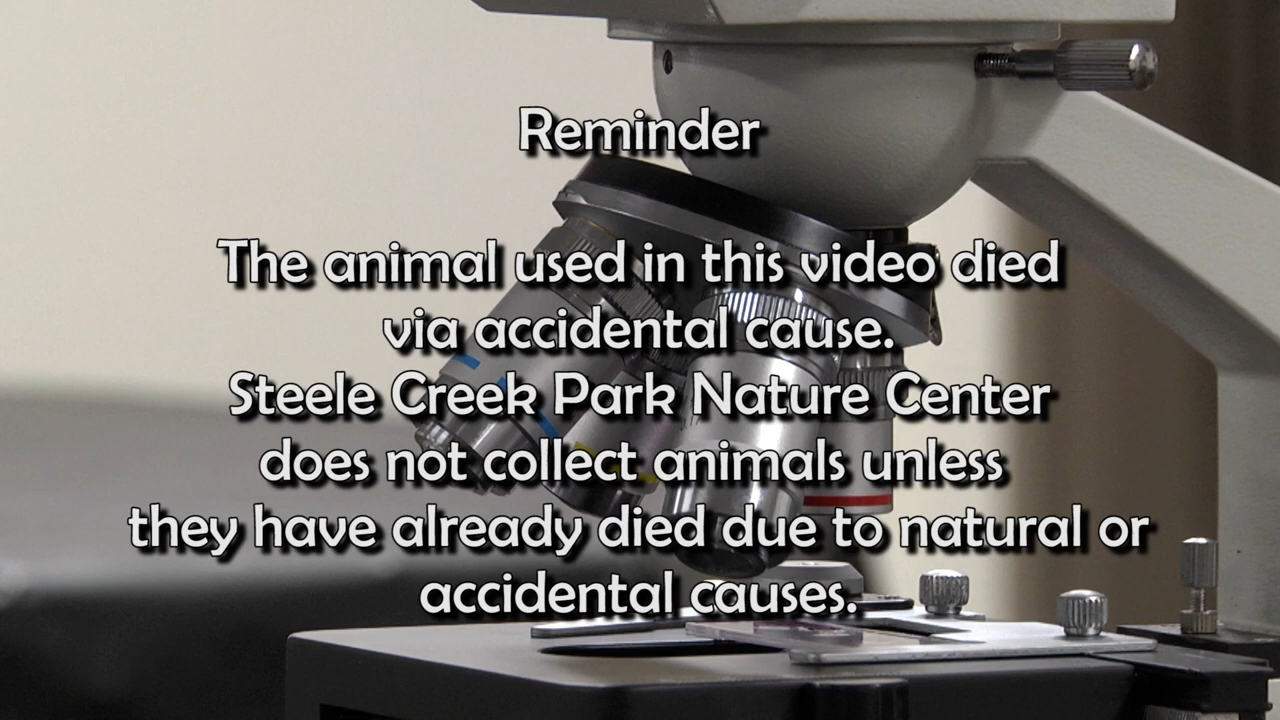 Reminder
The animal used in this video died
via accidental cause.
Steele Creek Park Nature Center
does not collect animals unless
they have already died due to natural or
accidental causes.